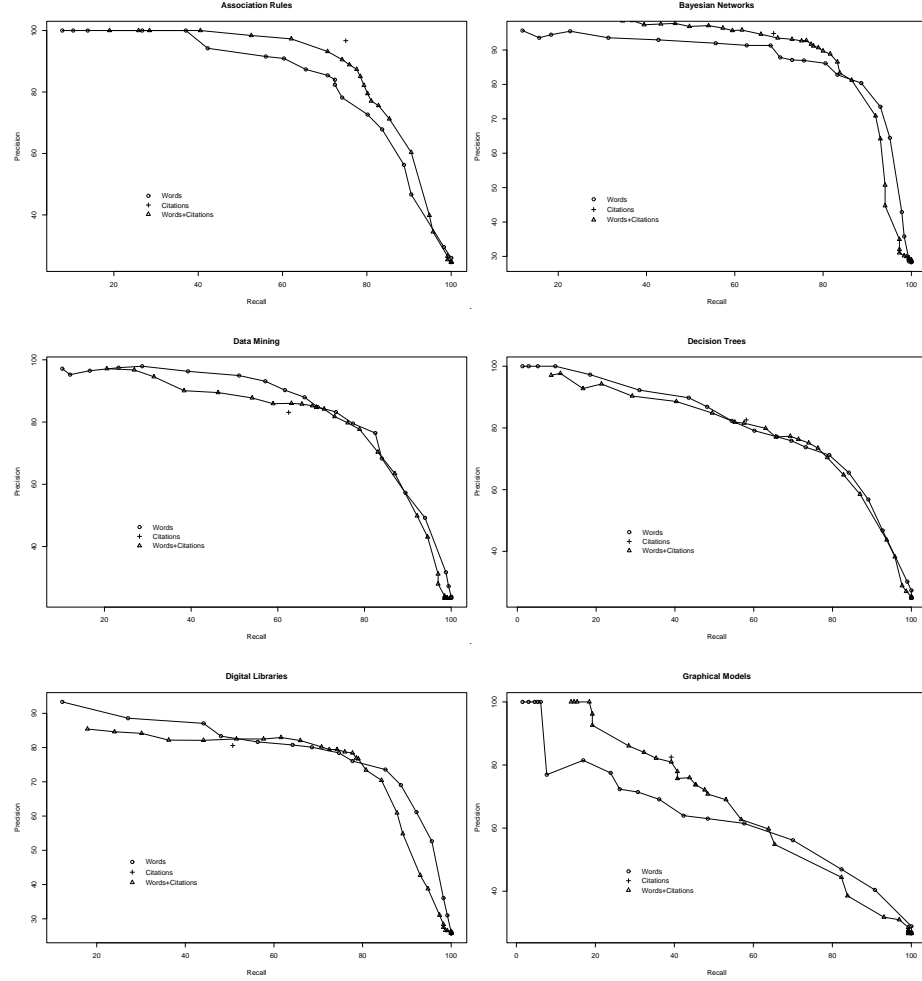 Association Rules
Precision
100
80
60
40
Words
Citations
Words+Citations
20 40 60 80 100
Recall
Bayesian Networks
Precision
90
80
70
60
50
40
30
Words
Citations
Words+Citations
20 40 60 80 100
Recall
Data Mining
Precision
100
80
60
40
Words
Citations
Words+Citations
20 40 60 80 100
Recall
Decision Trees
Precision
100
80
60
40
Words
Citations
Words+Citations
0 20 40 60 80 100
Recall
Digital Libraries
Precision
90
80
70
60
50
40
30
Words
Citations
Words+Citations
20 40 60 80 100
Recall
Graphical Models
Precision
100
80
60
40
Words
Citations
Words+Citations
0 20 40 60 80 100
Recall